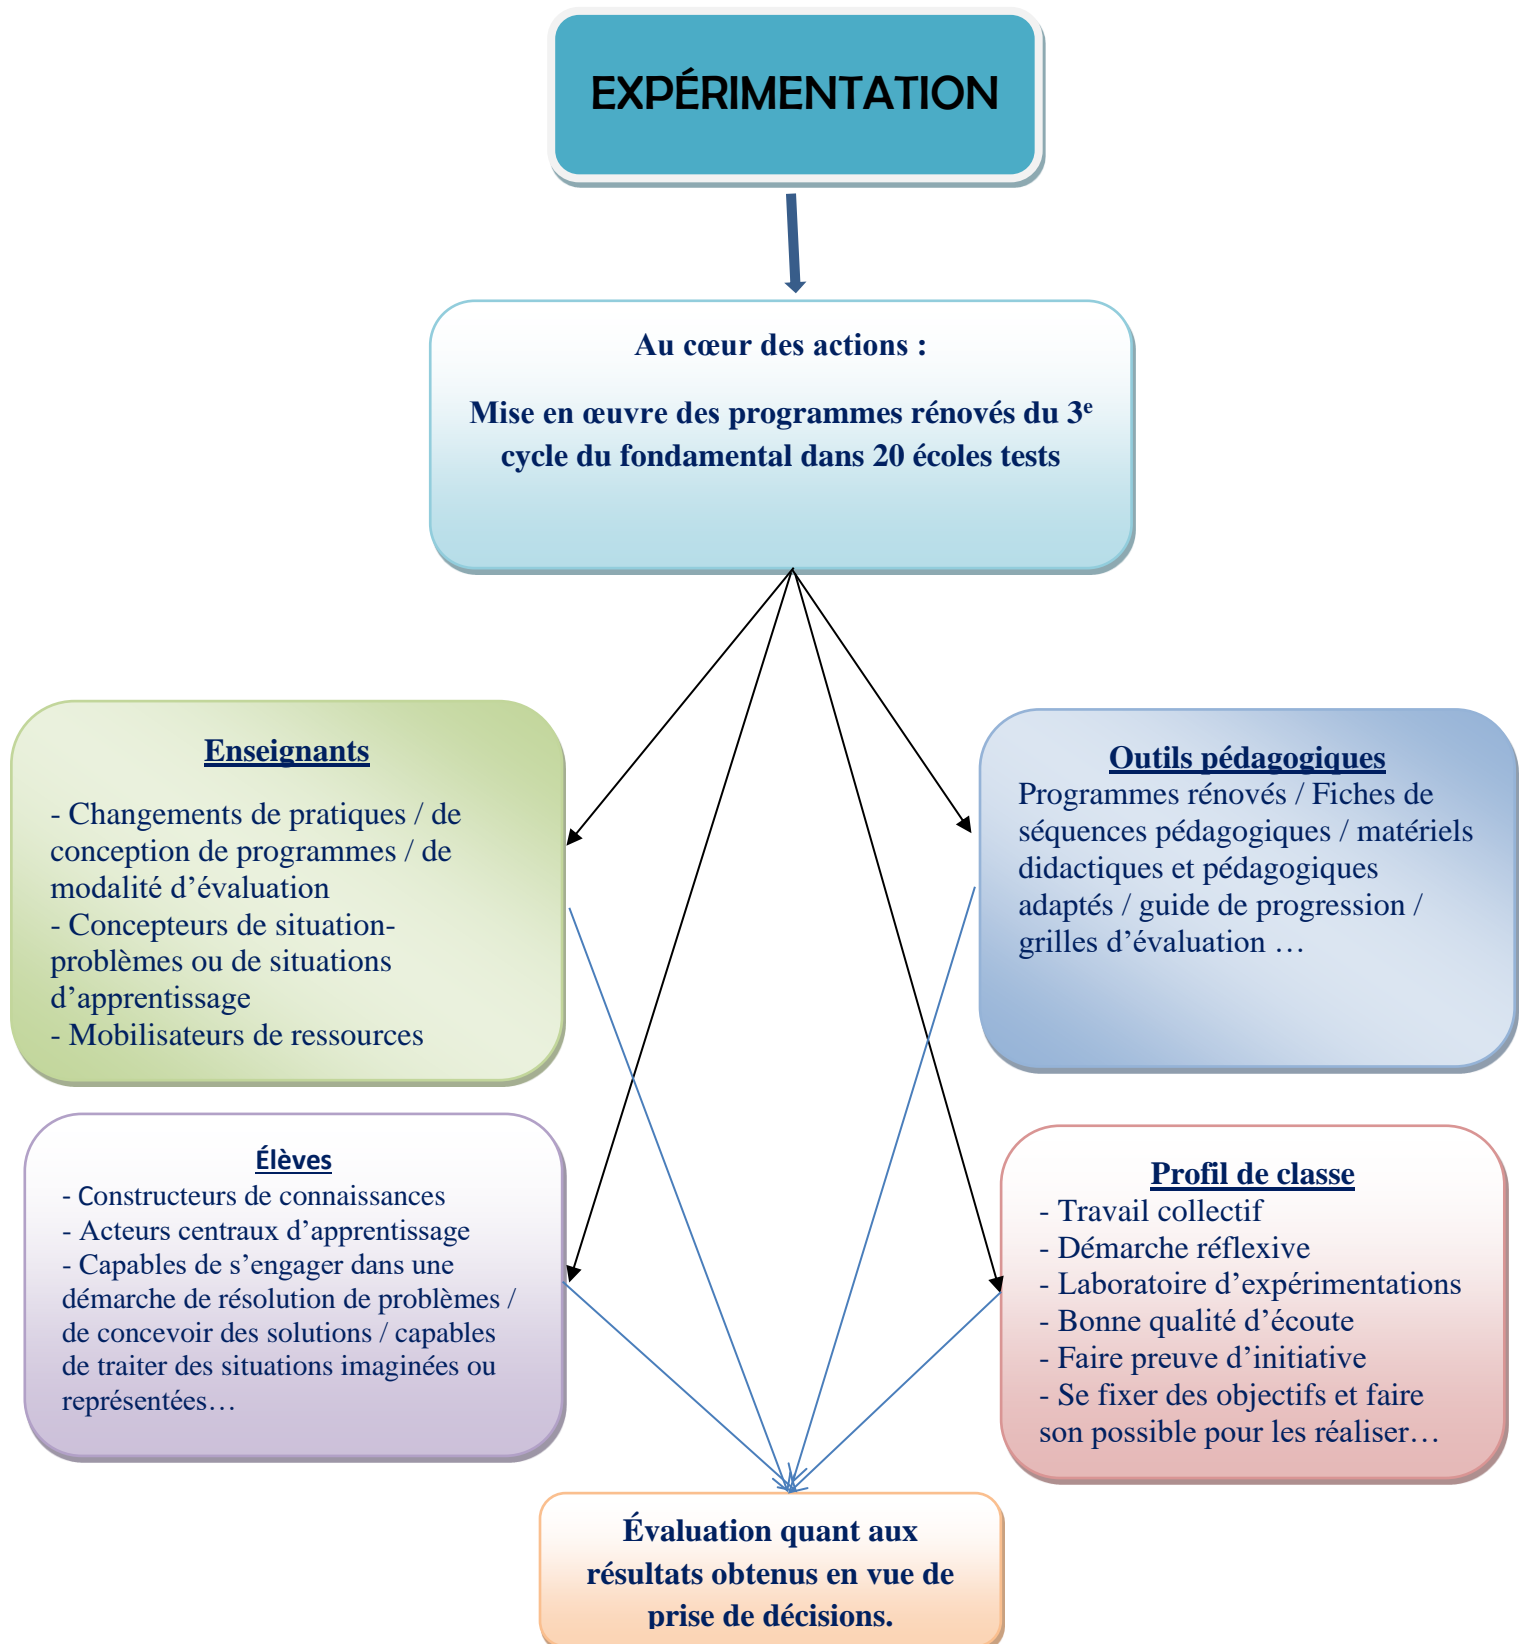 EXPÉRIMENTATION
Au cœur des actions :
Mise en œuvre des programmes rénovés du 3e
cycle du fondamental dans 20 écoles tests
Enseignants
- Changements de pratiques / de
conception de programmes / de
modalité d’évaluation
- Concepteurs de situation-
problèmes ou de situations
d’apprentissage
- Mobilisateurs de ressources
Outils pédagogiques
Programmes rénovés / Fiches de
séquences pédagogiques / matériels
didactiques et pédagogiques
adaptés / guide de progression /
grilles d’évaluation …
Élèves
- Constructeurs de connaissances
- Acteurs centraux d’apprentissage
- Capables de s’engager dans une
démarche de résolution de problèmes /
de concevoir des solutions / capables
de traiter des situations imaginées ou
représentées…
Profil de classe
- Travail collectif
- Démarche réflexive
- Laboratoire d’expérimentations
- Bonne qualité d’écoute
- Faire preuve d’initiative
- Se fixer des objectifs et faire
son possible pour les réaliser…
Évaluation quant aux
résultats obtenus en vue de
prise de décisions.